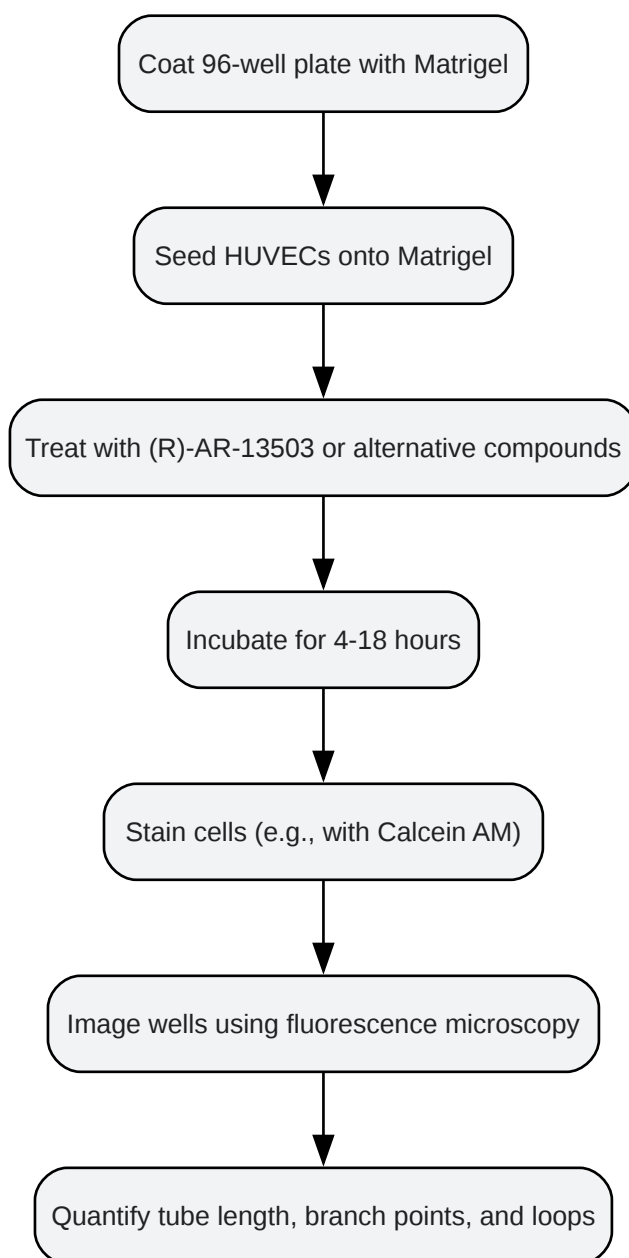 Coat 96-well plate with Matrigel
Seed HUVECs onto Matrigel
Treat with (R)-AR-13503 or alternative compounds
Incubate for 4-18 hours
Stain cells (e.g., with Calcein AM)
Image wells using fluorescence microscopy
Quantify tube length, branch points, and loops